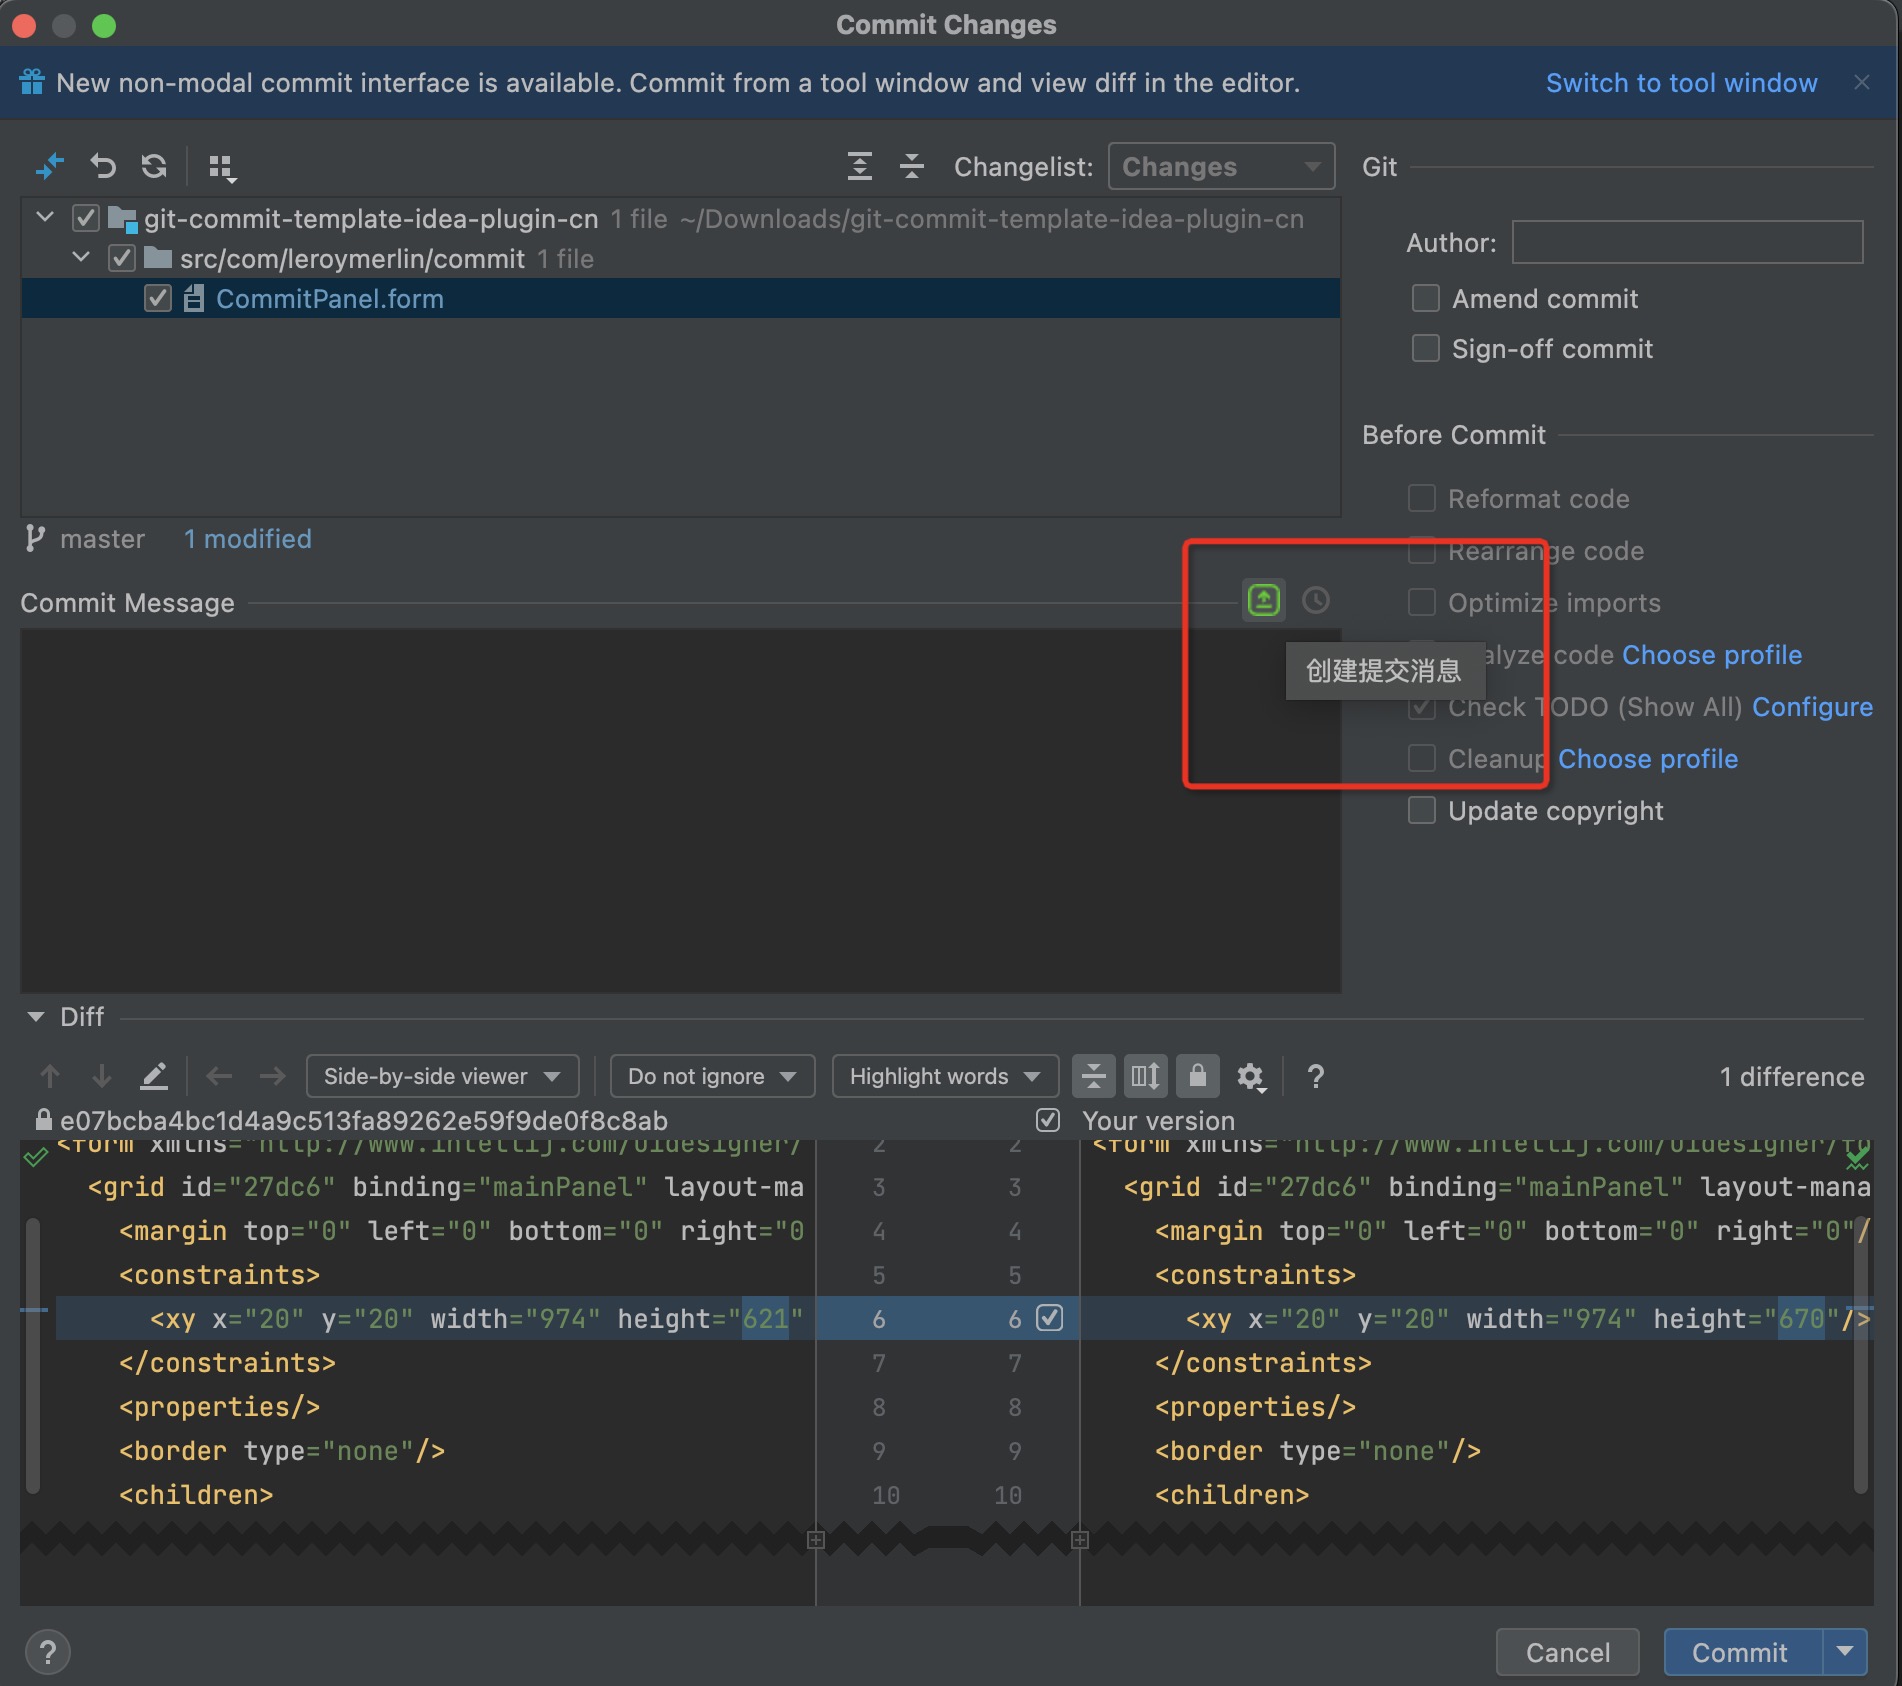 Commit Changes
New non-modal commit interface is available. Commit from a tool window and view diff in the editor.
Switch to tool window
Changelist:
Changes
git-commit-template-idea-plugin-cn 1 file ~/Downloads/git-commit-template-idea-plugin-cn
src/com/leroymerlin/commit 1 file
CommitPanel.form
master 1 modified
Git
Author:
Amend commit
Sign-off commit
Before Commit
Reformat code
Rearrange code
Optimize imports
alyze code Choose profile
Check TODO (Show All) Configure
Cleanup Choose profile
Update copyright
Commit Message
创建提交消息
Diff
Side-by-side viewer
Do not ignore
Highlight words
?
1 difference
e07bcba4bc1d4a9c513fa89262e59f9de0f8c8ab
Your version
<form xmlns="http://www.intellij.com/uidesigner/ 2 2 <form xmlns="http://www.intellij.com/uidesigner/fo
<grid id="27dc6" binding="mainPanel" layout-ma 3 3 <grid id="27dc6" binding="mainPanel" layout-mana
<margin top="0" left="0" bottom="0" right="0 4 4 <margin top="0" left="0" bottom="0" right="0"/
<constraints> 5 5 <constraints>
<xy x="20" y="20" width="974" height="621" 6 6 <xy x="20" y="20" width="974" height="670"/>
</constraints> 7 7 </constraints>
<properties/> 8 8 <properties/>
<border type="none"/> 9 9 <border type="none"/>
<children> 10 10 <children>
?
Cancel
Commit